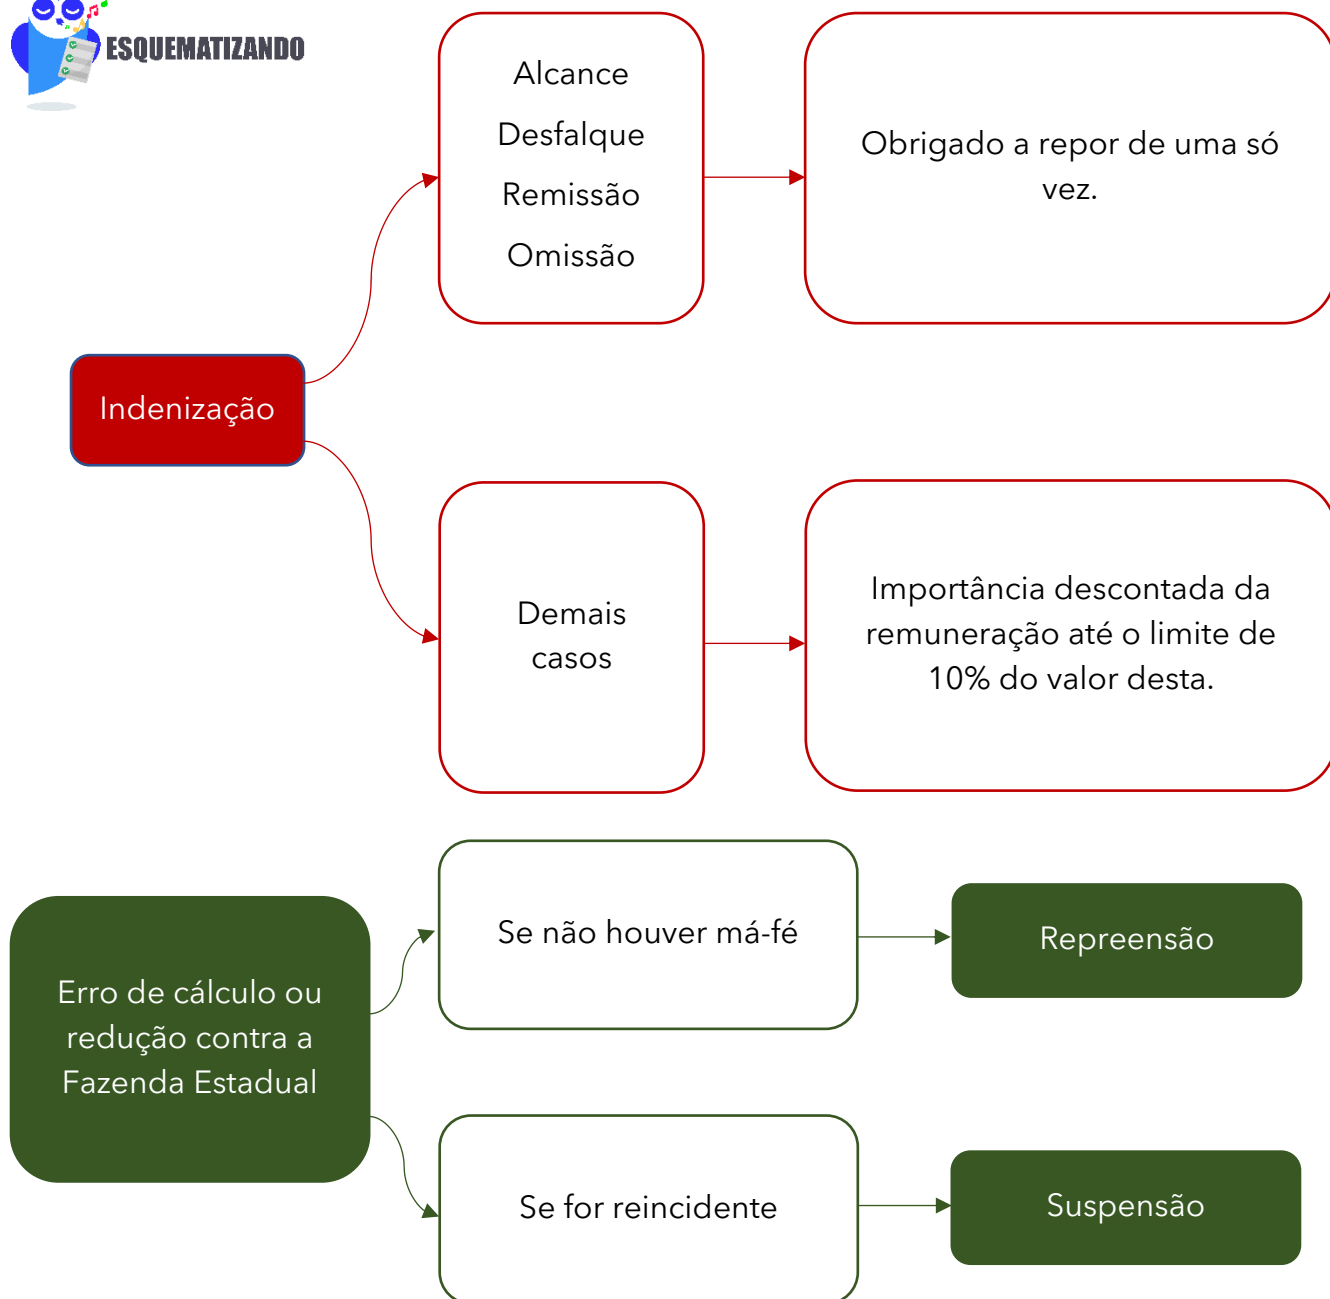 ESQUEMATIZANDO
Alcance
Desfalque
Remissão
Omissão
Obrigado a repor de uma só
vez.
Indenização
Demais
casos
Importância descontada da
remuneração até o limite de
10% do valor desta.
Erro de cálculo ou
redução contra a
Fazenda Estadual
Se não houver má-fé
Repreensão
Se for reincidente
Suspensão